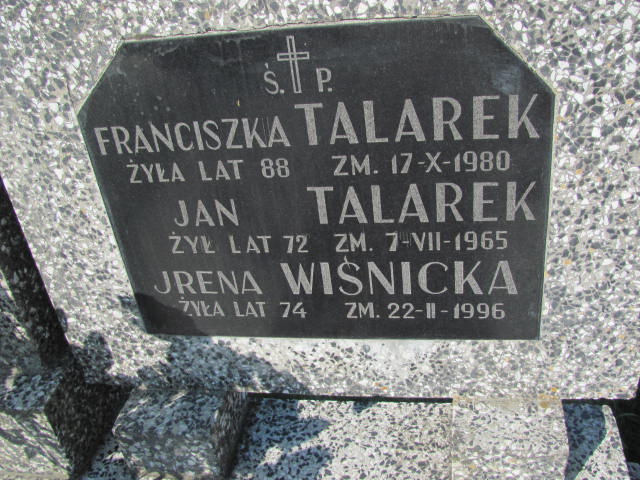 Ś. P.
FRANCISZKA TALAREK
ŻYŁA LAT 88 ZM. 17-X-1980
JAN TALAREK
ŻYŁ LAT 72 ZM. 7-VII-1965
JRENA WIŚNICKA
ŻYŁA LAT 74 ZM. 22-II-1996